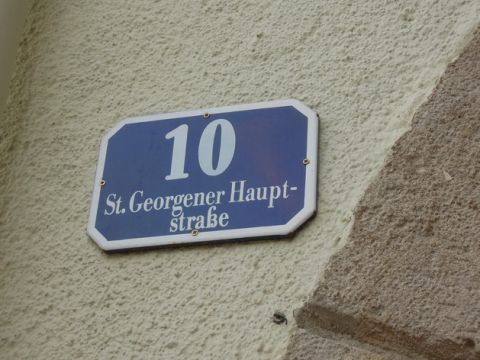 10
St. Georgener Haupt-
straße